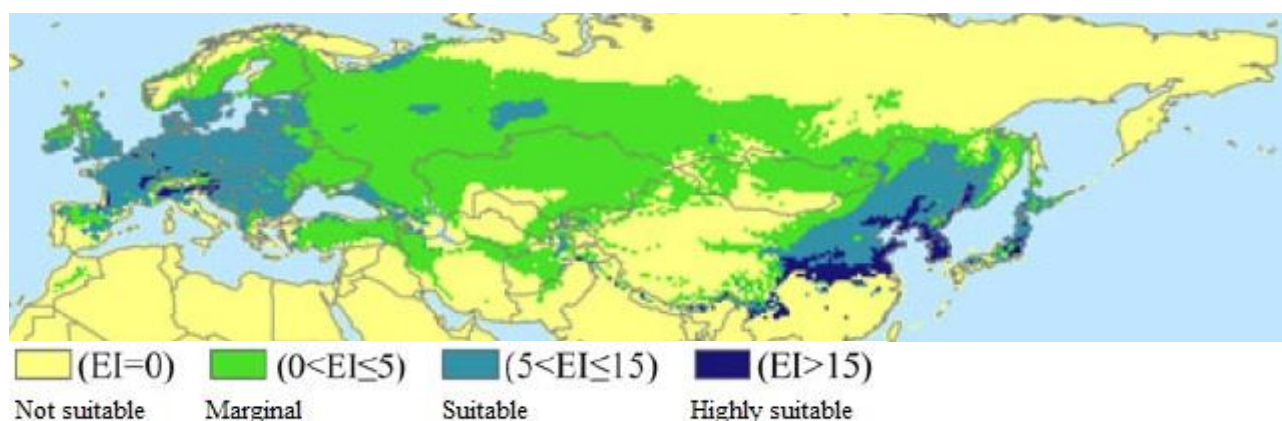 (EI=0) (0<EI≤5) (5<EI≤15) (EI>15)
Not suitable Marginal Suitable Highly suitable